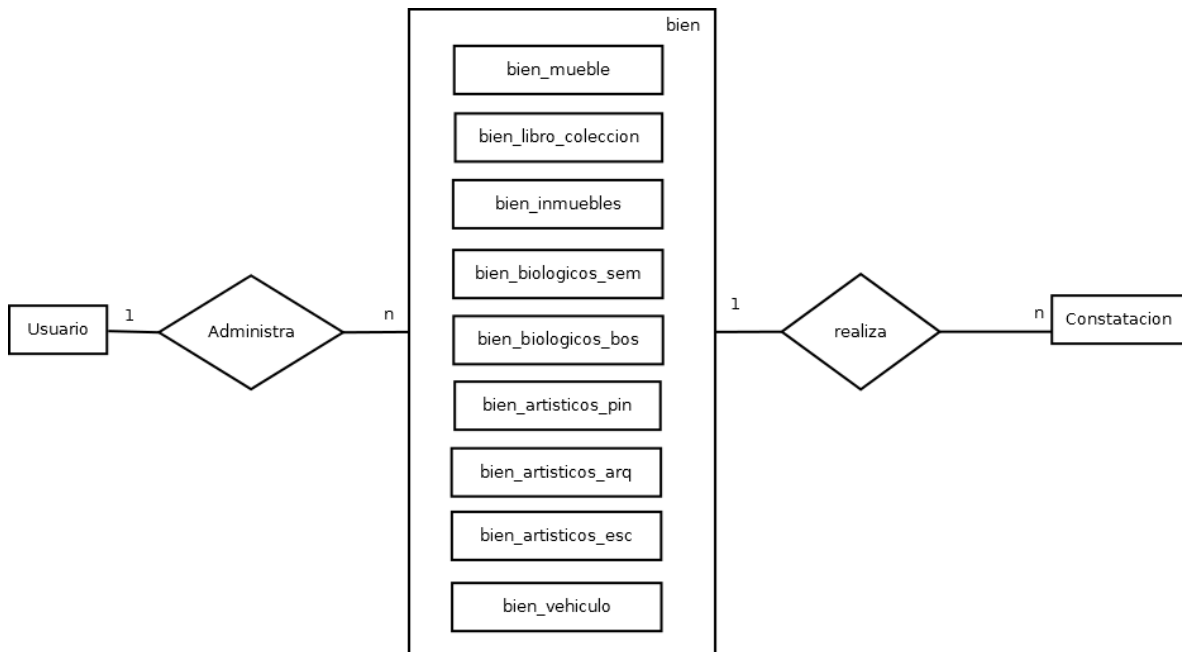 bien
bien_mueble
bien_libro_coleccion
bien_inmuebles
bien_biologicos_sem
bien_biologicos_bos
bien_artisticos_pin
bien_artisticos_arq
bien_artisticos_esc
bien_vehiculo
Usuario
1
Administra
n
1
realiza
n
Constatacion